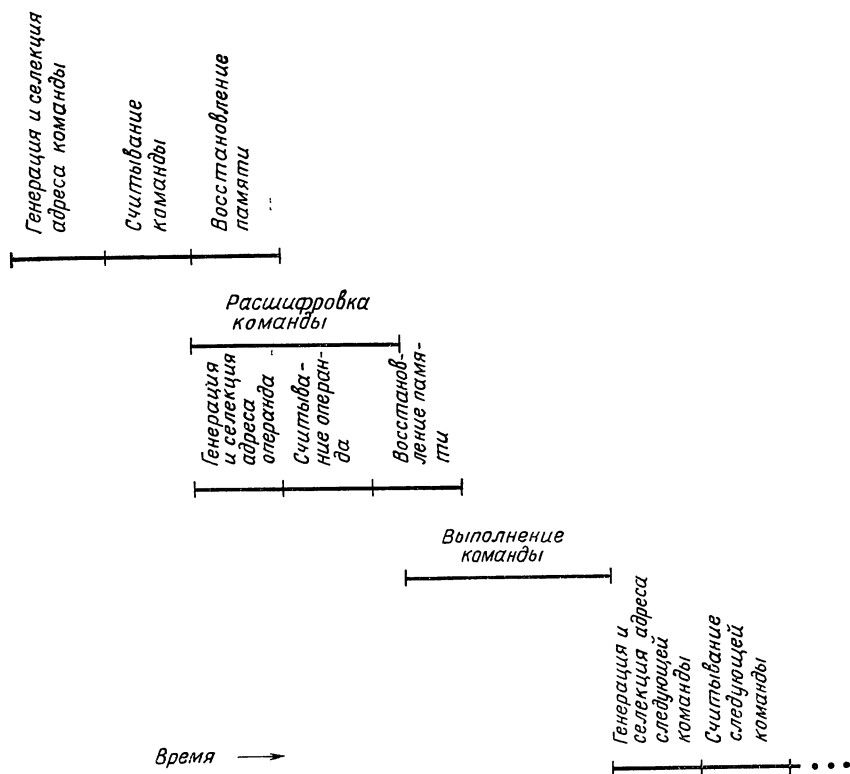 Генерация и селекция
адреса команды
Считывание
команды
Восстановление
памяти
Расшифровка
команды
Генерация
и селекция
адреса
операнда
Считыва-
ние операн-
да
Восстанов-
ление памя-
ти
Выполнение
команды
Генерация и
селекция адреса
следующей
команды
Считывание
следующей
команды
Время